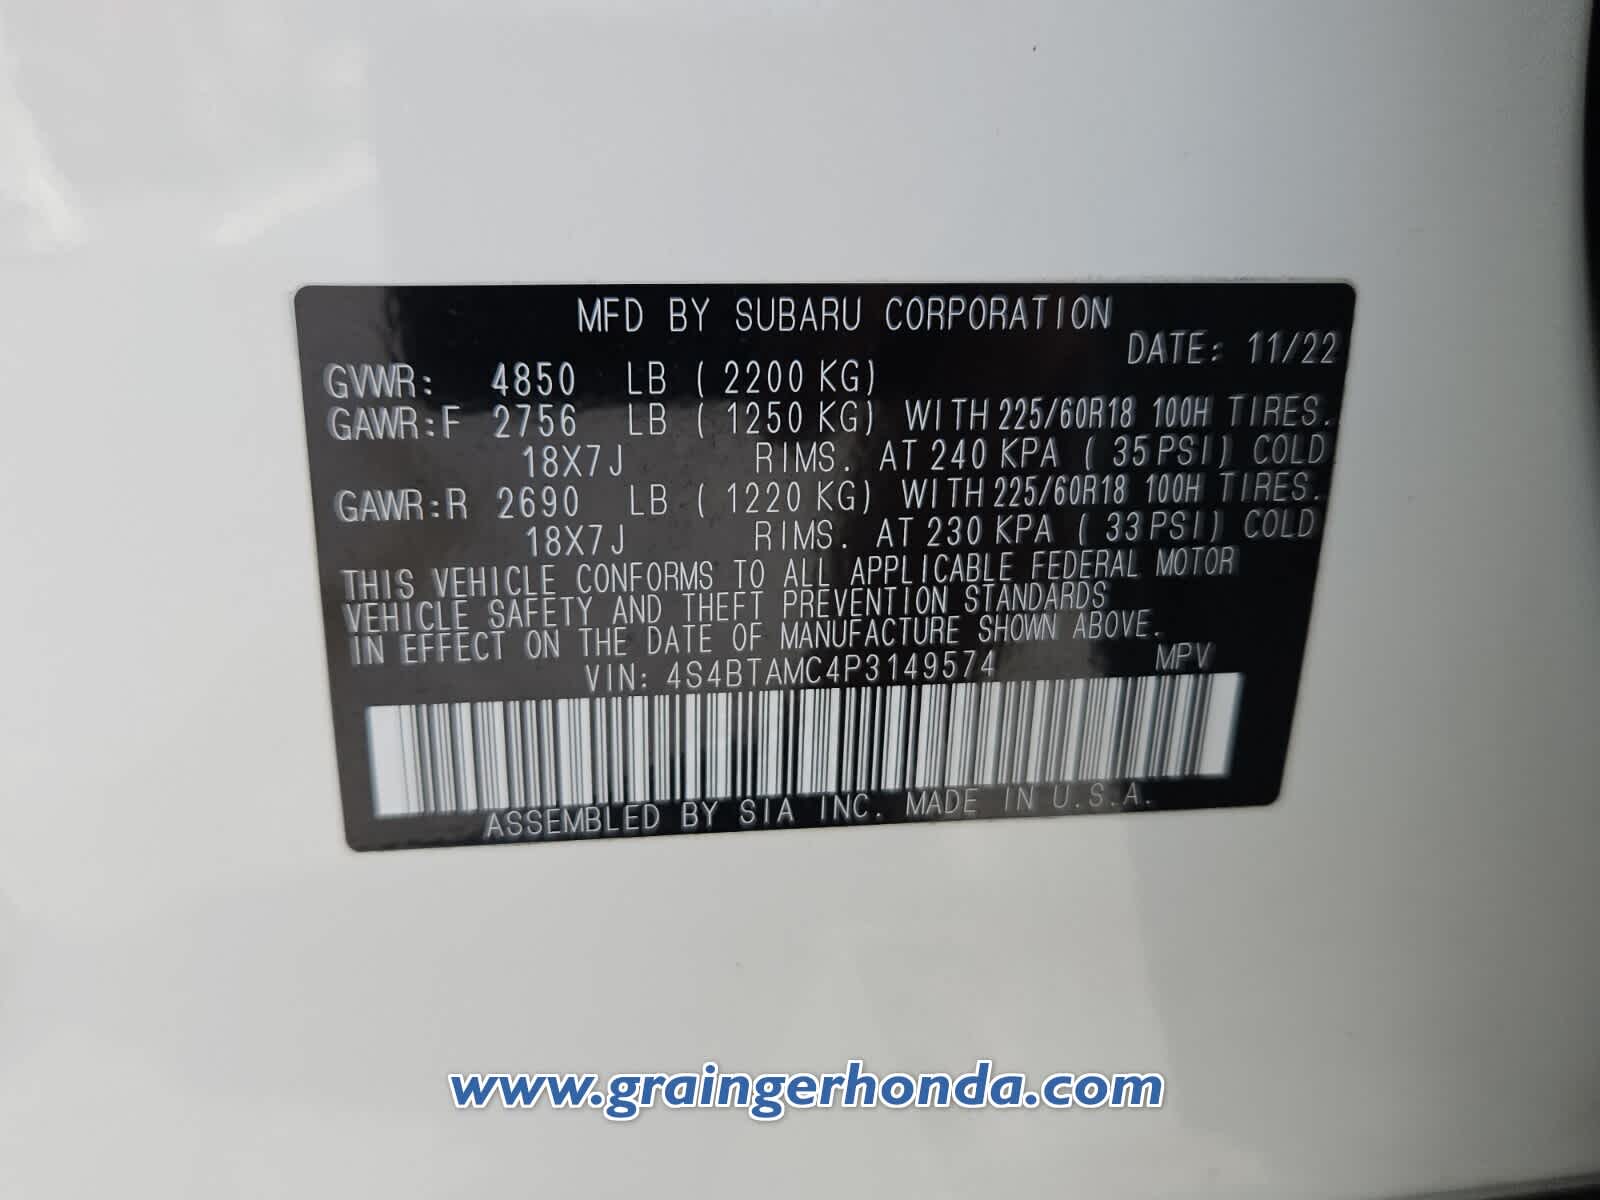 MFD BY SUBARU CORPORATION
DATE: 11/22
GVWR: 4850 LB ( 2200 KG)
GAWR:F 2756 LB ( 1250 KG) WITH 225/60R18 100H TIRES.
18X7J RIMS. AT 240 KPA ( 35 PSI) COLD
GAWR:R 2690 LB ( 1220 KG) WITH 225/60R18 100H TIRES.
18X7J RIMS. AT 230 KPA ( 33 PSI) COLD
THIS VEHICLE CONFORMS TO ALL APPLICABLE FEDERAL MOTOR
VEHICLE SAFETY AND THEFT PREVENTION STANDARDS
IN EFFECT ON THE DATE OF MANUFACTURE SHOWN ABOVE.
VIN: 4S4BTAMC4P3149574 MPV
ASSEMBLED BY SIA INC. MADE IN U.S.A.
www.graingerhonda.com